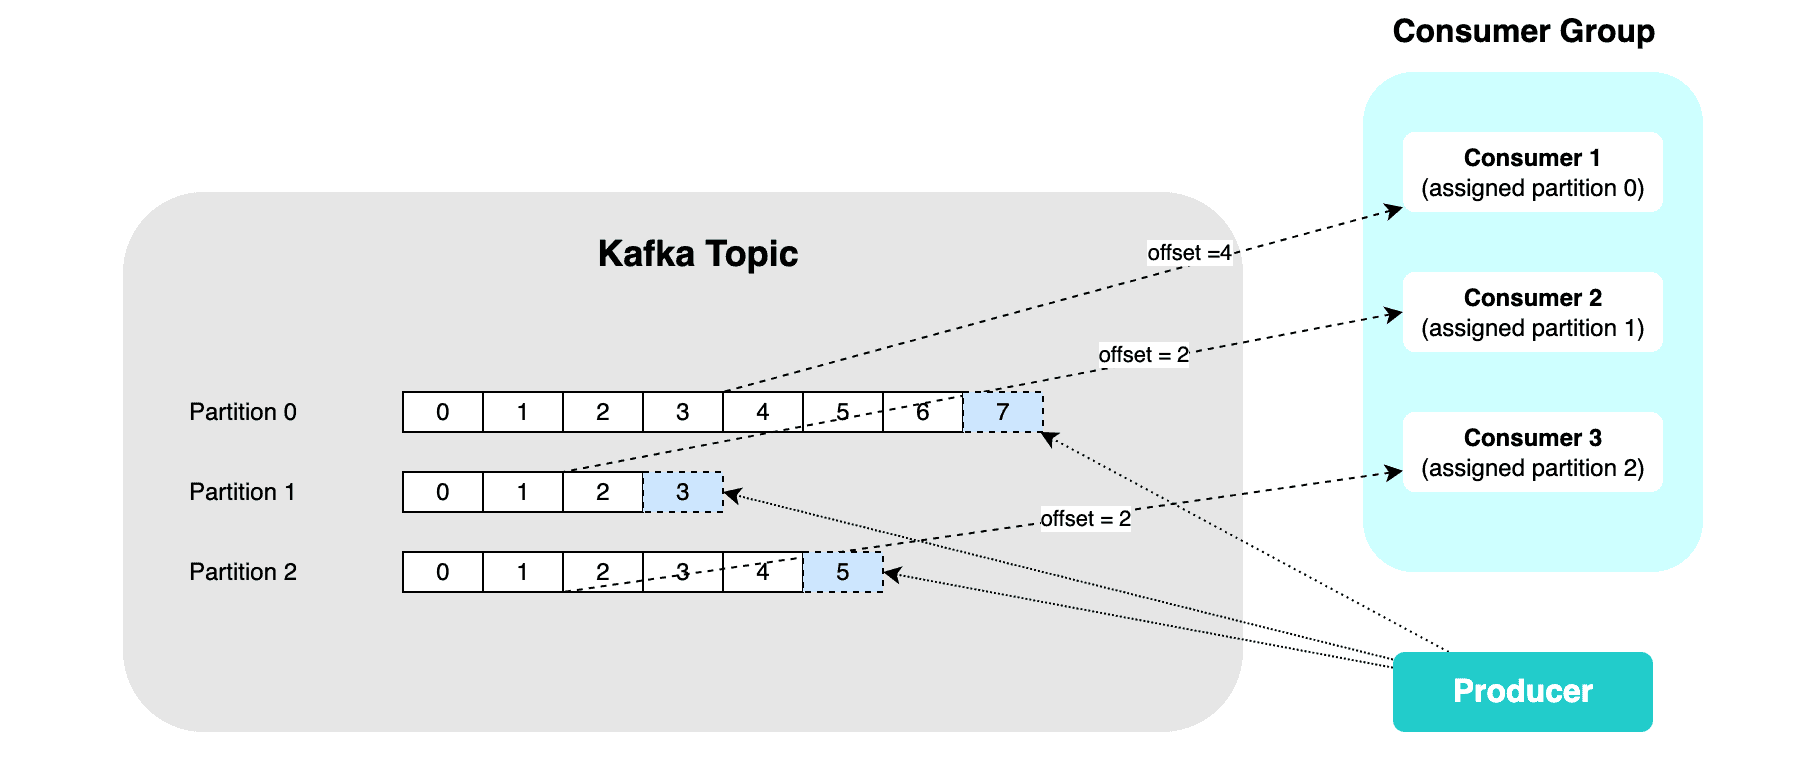 Consumer Group
Consumer 1
(assigned partition 0)
offset =4
Kafka Topic
Consumer 2
(assigned partition 1)
offset = 2
Partition 0 0 1 2 3 4 5 6 7
Consumer 3
(assigned partition 2)
Partition 1 0 1 2 3
offset = 2
Partition 2 0 1 2 3 4 5
Producer